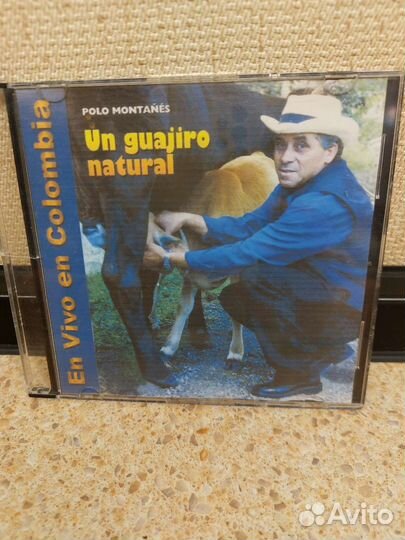 POLO MONTAÑÉS
Un guajiro
natural
En Vivo en Colombia
Avito